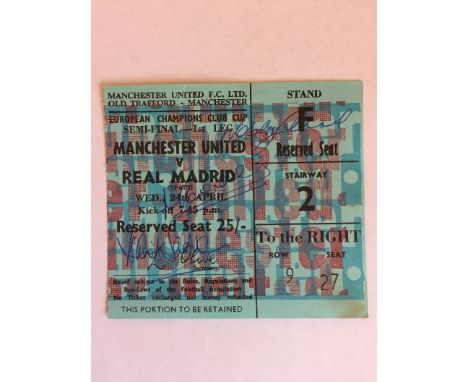 MANCHESTER UNITED F.C. LTD.
OLD TRAFFORD - MANCHESTER
EUROPEAN CHAMPIONS CLUB CUP
SEMI-FINAL—1st LEG
MANCHESTER UNITED
V
REAL MADRID
(SPAIN)
WED., 24th APRIL
Kick-off 7-45 p.m.
Reserved Seat 25/-
Secretary.
Issued subject to the Rules, Regulations and
Bye-Laws of the Football Association
No Ticket exchanged nor money refunded
THIS PORTION TO BE RETAINED
STAND
F
Reserved Seat
STAIRWAY
2
To the RIGHT
ROW SEAT
9 27